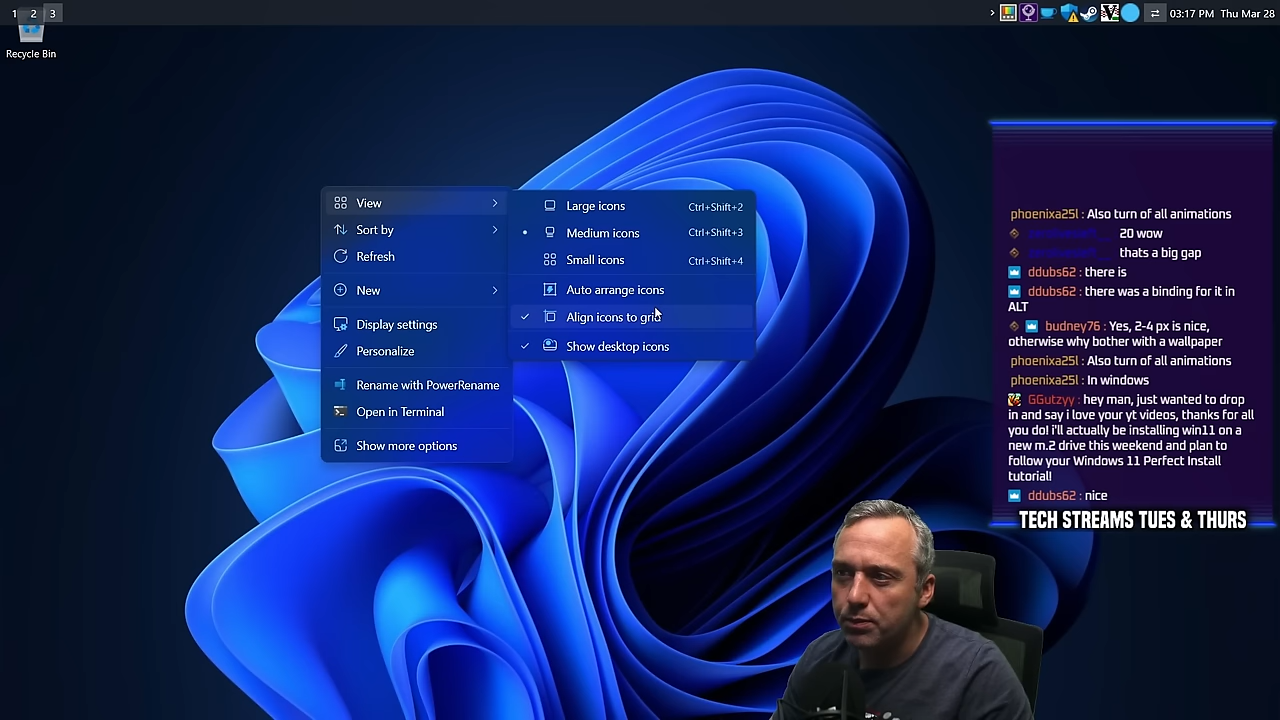 1 2 3
03:17 PM Thu Mar 28
Recycle Bin
View
Sort by
Refresh
New
Display settings
Personalize
Rename with PowerRename
Open in Terminal
Show more options
Large icons Ctrl+Shift+2
Medium icons Ctrl+Shift+3
Small icons Ctrl+Shift+4
Auto arrange icons
Align icons to grid
Show desktop icons
phoenixa25l : Also turn of all animations
20 wow
thats a big gap
ddubs62 : there is
ddubs62 : there was a binding for it in
ALT
budney76 : Yes, 2-4 px is nice,
otherwise why bother with a wallpaper
phoenixa25l : Also turn of all animations
phoenixa25l : In windows
GGutzyy : hey man, just wanted to drop
in and say i love your yt videos, thanks for all
you do! i'll actually be installing win11 on a
new m.2 drive this weekend and plan to
follow your Windows 11 Perfect Install
tutorial!
ddubs62 : nice
TECH STREAMS TUES & THURS